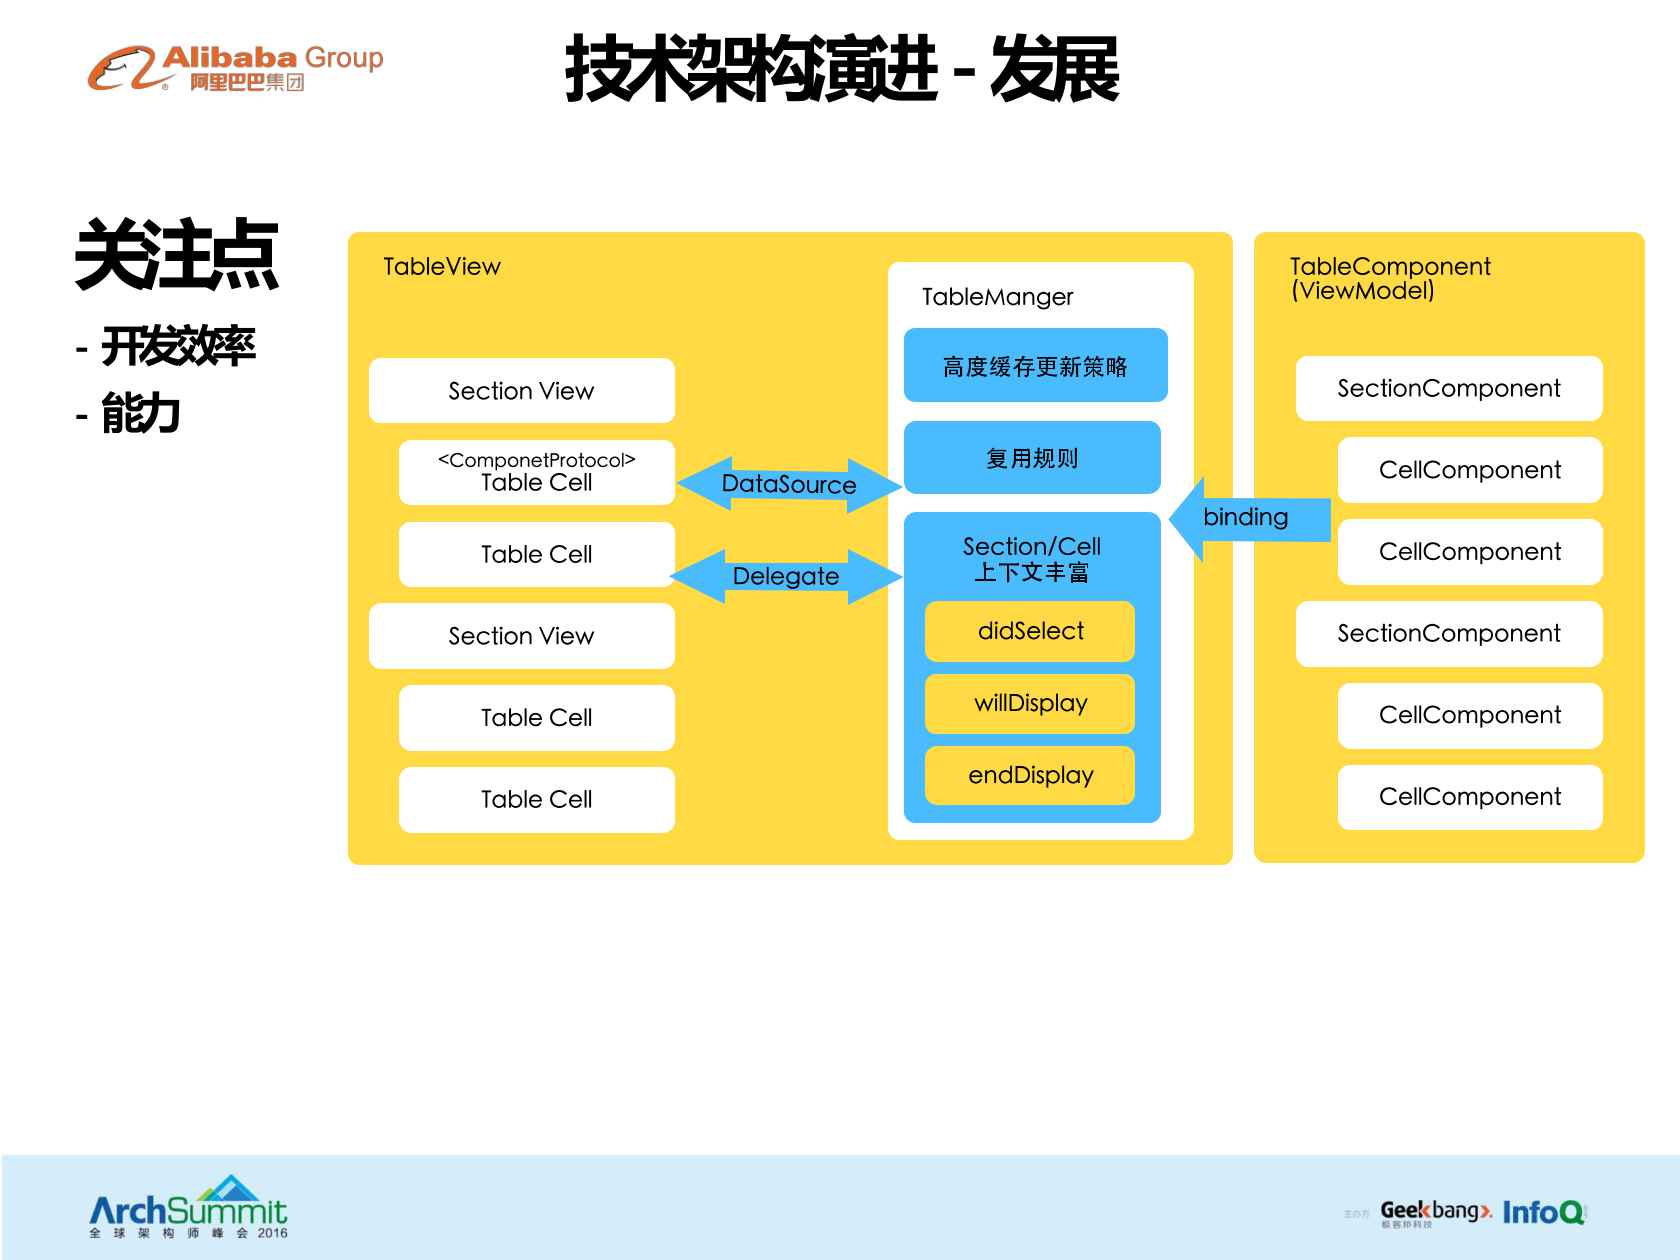 Alibaba Group
阿里巴巴集团
技术架构演进 - 发展
关注点
- 开发效率
- 能力
TableView
Section View
<ComponetProtocol>
Table Cell
Table Cell
Section View
Table Cell
Table Cell
DataSource
Delegate
TableManger
高度缓存更新策略
复用规则
Section/Cell
上下文丰富
didSelect
willDisplay
endDisplay
binding
TableComponent
(ViewModel)
SectionComponent
CellComponent
CellComponent
SectionComponent
CellComponent
CellComponent
ArchSummit
全球架构师峰会 2016
主办方
Geekbang>.
极客邦科技
InfoQ